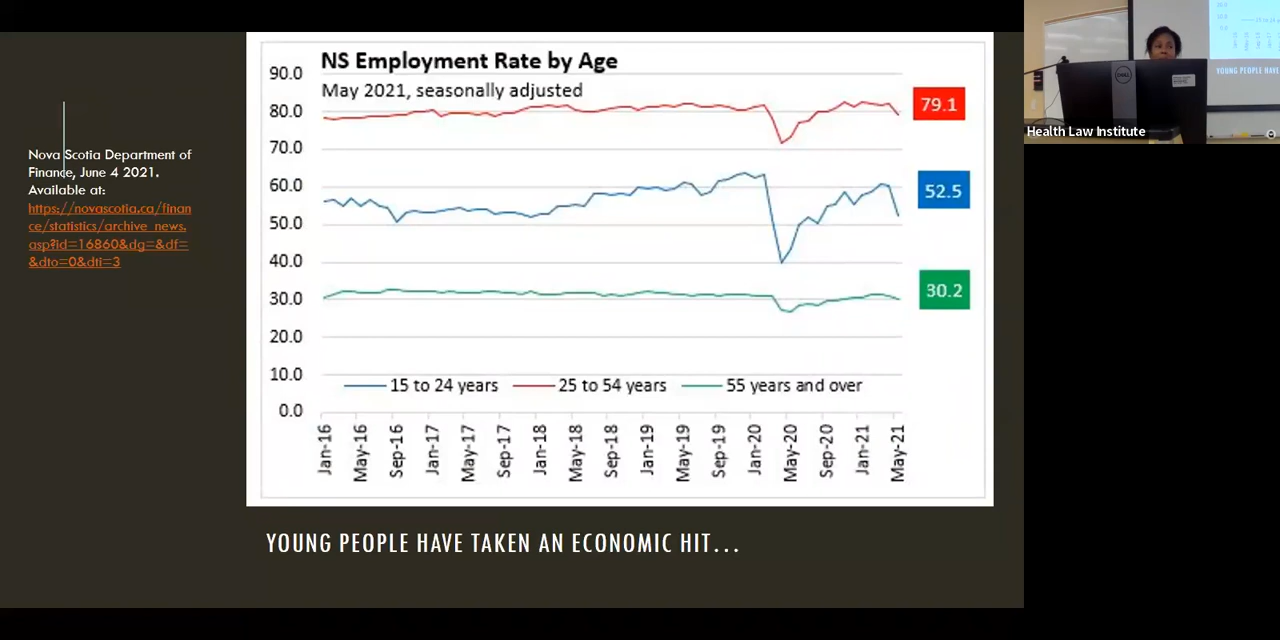 Nova Scotia Department of
Finance, June 4 2021.
Available at:
https://novascotia.ca/finan
ce/statistics/archive_news.
asp?id=16860&dg=&df=
&dto=0&dti=3
NS Employment Rate by Age
May 2021, seasonally adjusted
90.0
80.0
70.0
60.0
50.0
40.0
30.0
20.0
10.0
0.0
79.1
52.5
30.2
15 to 24 years 25 to 54 years 55 years and over
Jan-16 May-16 Sep-16 Jan-17 May-17 Sep-17 Jan-18 May-18 Sep-18 Jan-19 May-19 Sep-19 Jan-20 May-20 Sep-20 Jan-21 May-21
YOUNG PEOPLE HAVE TAKEN AN ECONOMIC HIT...
DELL
YOUNG PEOPLE HAVE
Health Law Institute